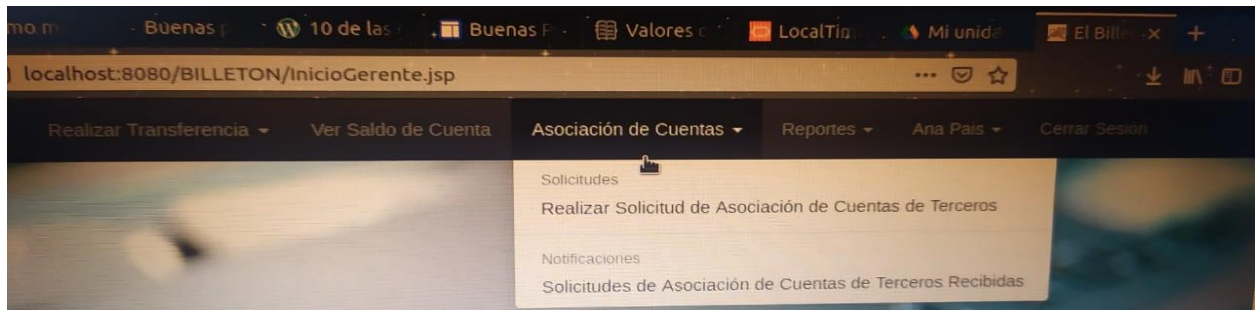 Buenas 10 de las Buenas P Valores c LocalTim Mi unida El Bille × +
localhost:8080/BILLETON/InicioGerente.jsp ...
Realizar Transferencia Ver Saldo de Cuenta Asociación de Cuentas Reportes Ana Pais Cerrar Sesión
Solicitudes
Realizar Solicitud de Asociación de Cuentas de Terceros
Notificaciones
Solicitudes de Asociación de Cuentas de Terceros Recibidas